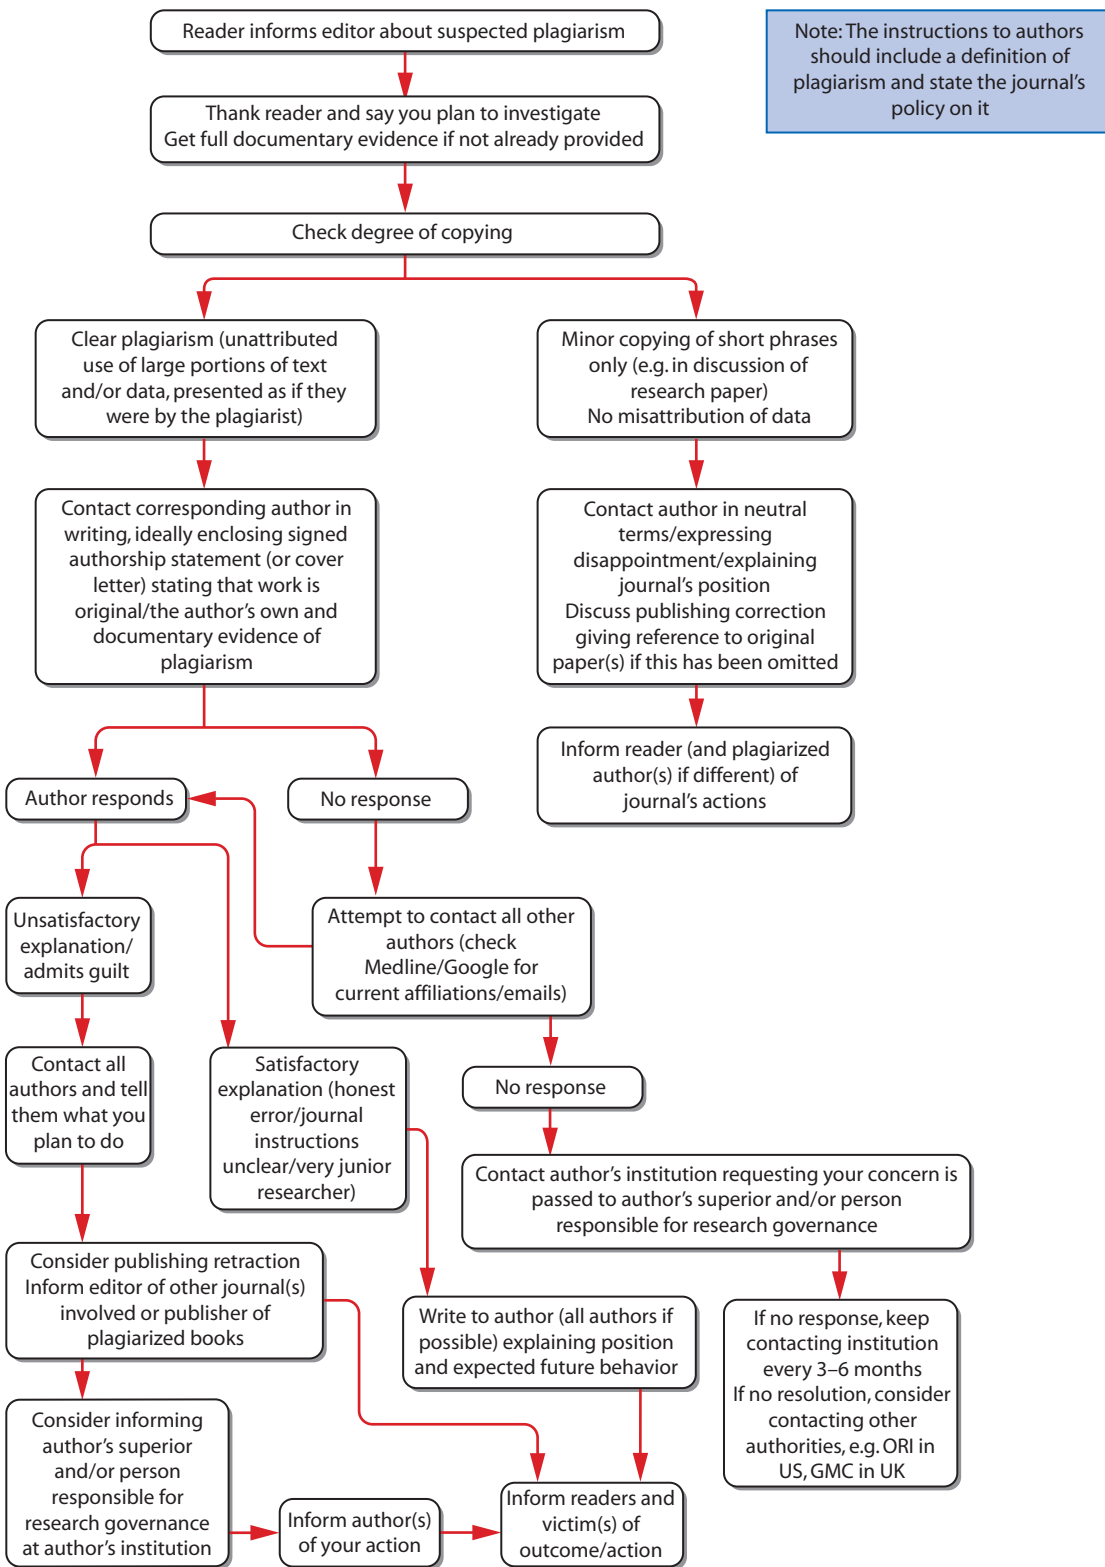 Reader informs editor about suspected plagiarism
Note: The instructions to authors
should include a definition of
plagiarism and state the journal's
policy on it
Thank reader and say you plan to investigate
Get full documentary evidence if not already provided
Check degree of copying
Clear plagiarism (unattributed
use of large portions of text
and/or data, presented as if they
were by the plagiarist)
Minor copying of short phrases
only (e.g. in discussion of
research paper)
No misattribution of data
Contact corresponding author in
writing, ideally enclosing signed
authorship statement (or cover
letter) stating that work is
original/the author's own and
documentary evidence of
plagiarism
Contact author in neutral
terms/expressing
disappointment/explaining
journal's position
Discuss publishing correction
giving reference to original
paper(s) if this has been omitted
Inform reader (and plagiarized
author(s) if different) of
journal's actions
Author responds
No response
Unsatisfactory
explanation/
admits guilt
Attempt to contact all other
authors (check
Medline/Google for
current affiliations/emails)
Contact all
authors and tell
them what you
plan to do
Satisfactory
explanation (honest
error/journal
instructions
unclear/very junior
researcher)
No response
Contact author's institution requesting your concern is
passed to author's superior and/or person
responsible for research governance
Consider publishing retraction
Inform editor of other journal(s)
involved or publisher of
plagiarized books
Write to author (all authors if
possible) explaining position
and expected future behavior
If no response, keep
contacting institution
every 3–6 months
If no resolution, consider
contacting other
authorities, e.g. ORI in
US, GMC in UK
Consider informing
author's superior
and/or person
responsible for
research governance
at author's institution
Inform author(s)
of your action
Inform readers and
victim(s) of
outcome/action